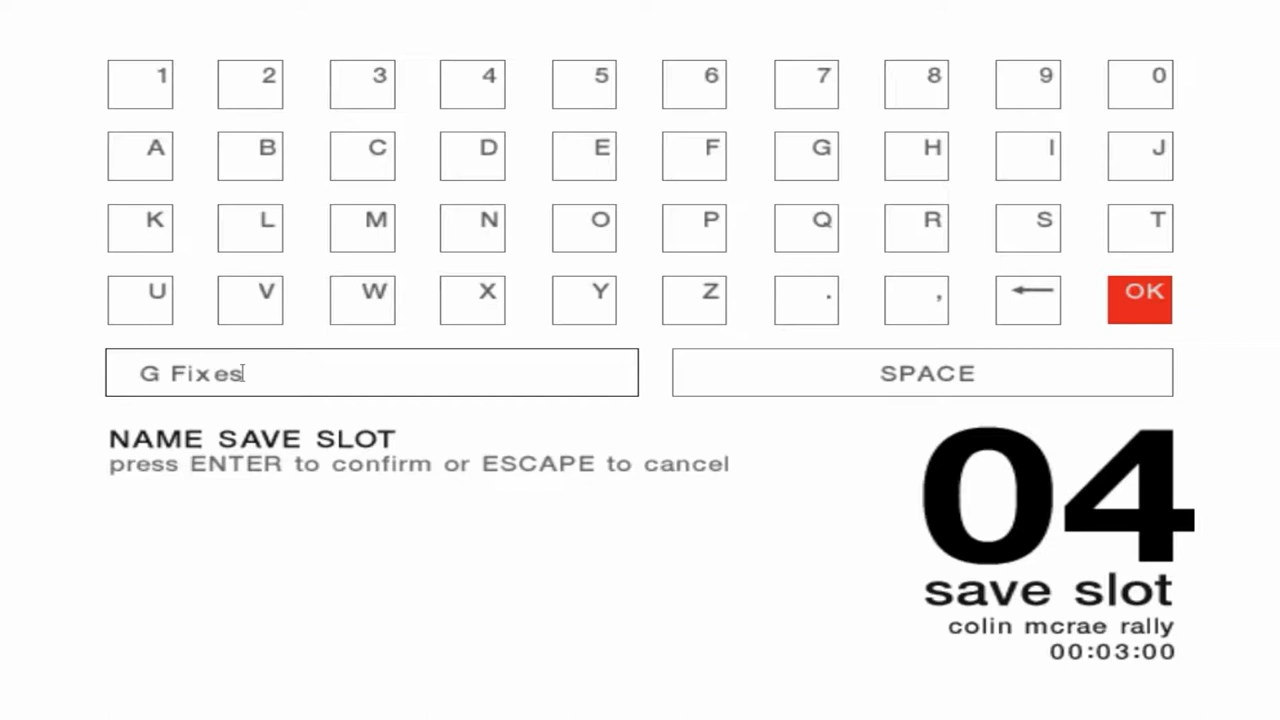 1 2 3 4 5 6 7 8 9 0
A B C D E F G H I J
K L M N O P Q R S T
U V W X Y Z . , ← OK
G Fixes SPACE
NAME SAVE SLOT
press ENTER to confirm or ESCAPE to cancel
04
save slot
colin mcrae rally
00:03:00